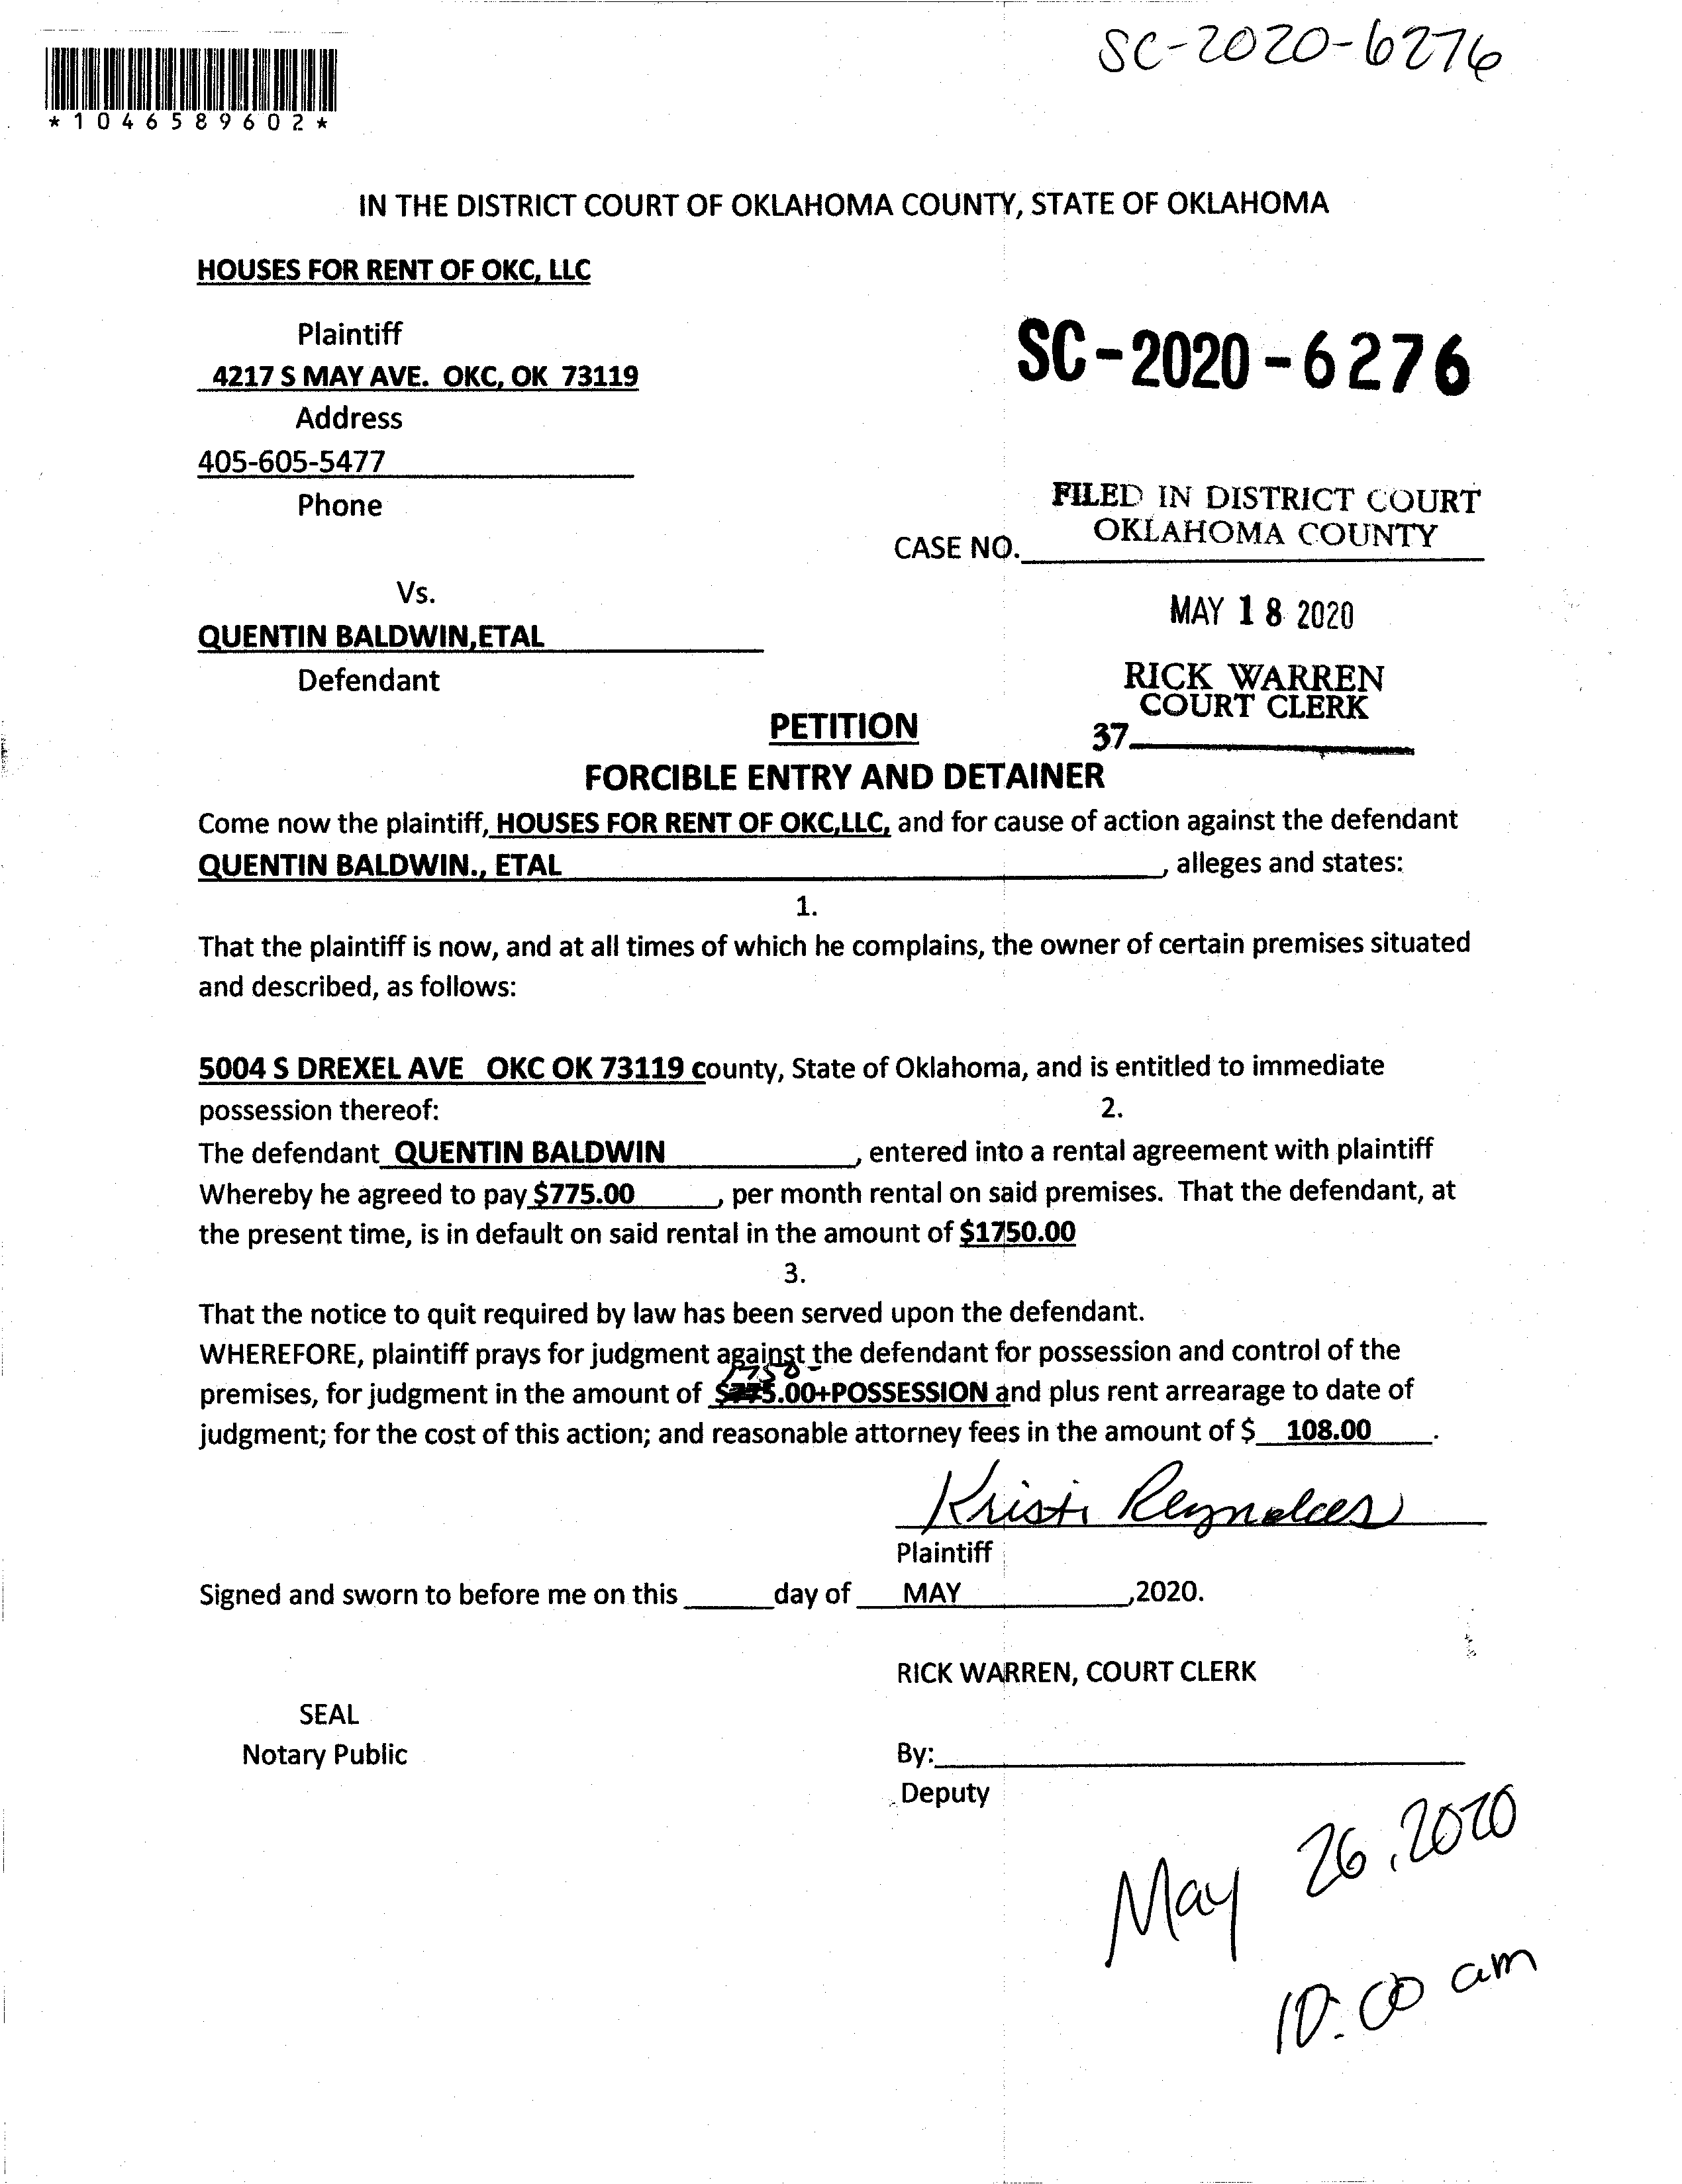 SC-2020-6276
*1046589602*
IN THE DISTRICT COURT OF OKLAHOMA COUNTY, STATE OF OKLAHOMA
HOUSES FOR RENT OF OKC, LLC
Plaintiff
SC-2020-6276
4217 S MAY AVE. OKC, OK 73119
Address
405-605-5477
Phone
FILED IN DISTRICT COURT
OKLAHOMA COUNTY
CASE NO.
Vs.
MAY 18 2020
QUENTIN BALDWIN,ETAL
Defendant
RICK WARREN
COURT CLERK
PETITION
37
FORCIBLE ENTRY AND DETAINER
Come now the plaintiff, HOUSES FOR RENT OF OKC,LLC, and for cause of action against the defendant
QUENTIN BALDWIN., ETAL, alleges and states:
1.
That the plaintiff is now, and at all times of which he complains, the owner of certain premises situated
and described, as follows:
5004 S DREXEL AVE OKC OK 73119 county, State of Oklahoma, and is entitled to immediate
possession thereof: 2.
The defendant QUENTIN BALDWIN, entered into a rental agreement with plaintiff
Whereby he agreed to pay $775.00, per month rental on said premises. That the defendant, at
the present time, is in default on said rental in the amount of $1750.00
3.
That the notice to quit required by law has been served upon the defendant.
WHEREFORE, plaintiff prays for judgment against the defendant for possession and control of the
1750-
premises, for judgment in the amount of $775.00+POSSESSION and plus rent arrearage to date of
judgment; for the cost of this action; and reasonable attorney fees in the amount of $ 108.00.
Kristi Reynolds
Plaintiff
Signed and sworn to before me on this ____ day of MAY ,2020.
RICK WARREN, COURT CLERK
SEAL
Notary Public
By:
Deputy
May 26, 2020
10:00 am